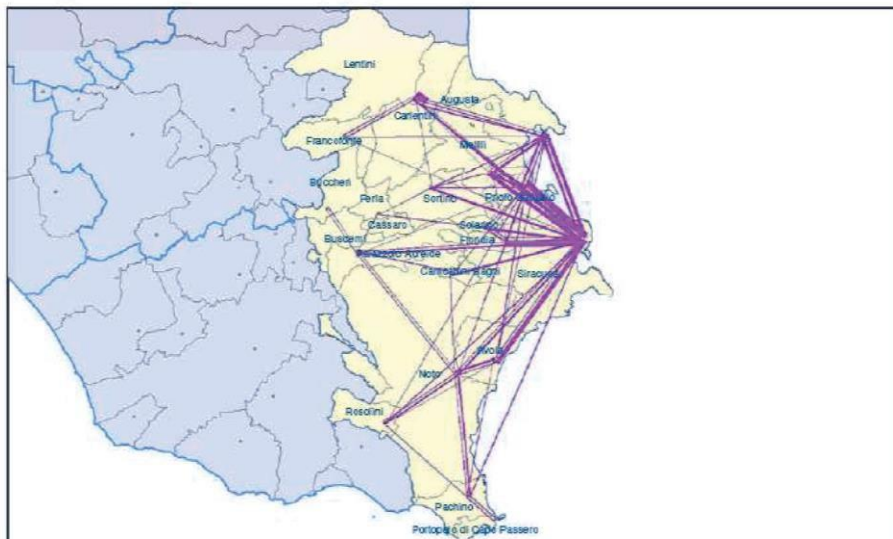 Lentini
Augusta
Carlentini
Francofonte
Melilli
Buccheri
Ferla
Sortino
Priolo Gargallo
Cassaro
Solarino
Buscemi
Floridia
Palazzolo Acreide
Canicattini Bagni
Siracusa
Avola
Noto
Rosolini
Pachino
Portopalo di Capo Passero